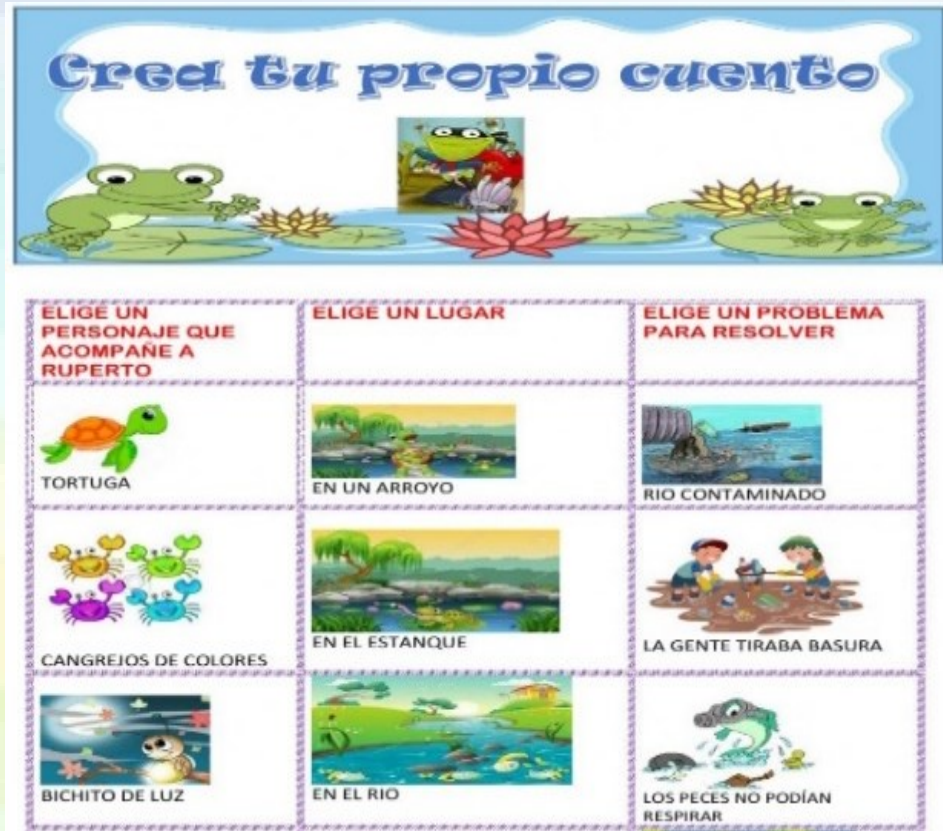 Crea tu propio cuento
ELIGE UN
PERSONAJE QUE
ACOMPAÑE A
RUPERTO
ELIGE UN LUGAR
ELIGE UN PROBLEMA
PARA RESOLVER
TORTUGA
EN UN ARROYO
RIO CONTAMINADO
CANGREJOS DE COLORES
EN EL ESTANQUE
LA GENTE TIRABA BASURA
BICHITO DE LUZ
EN EL RIO
LOS PECES NO PODÍAN
RESPIRAR